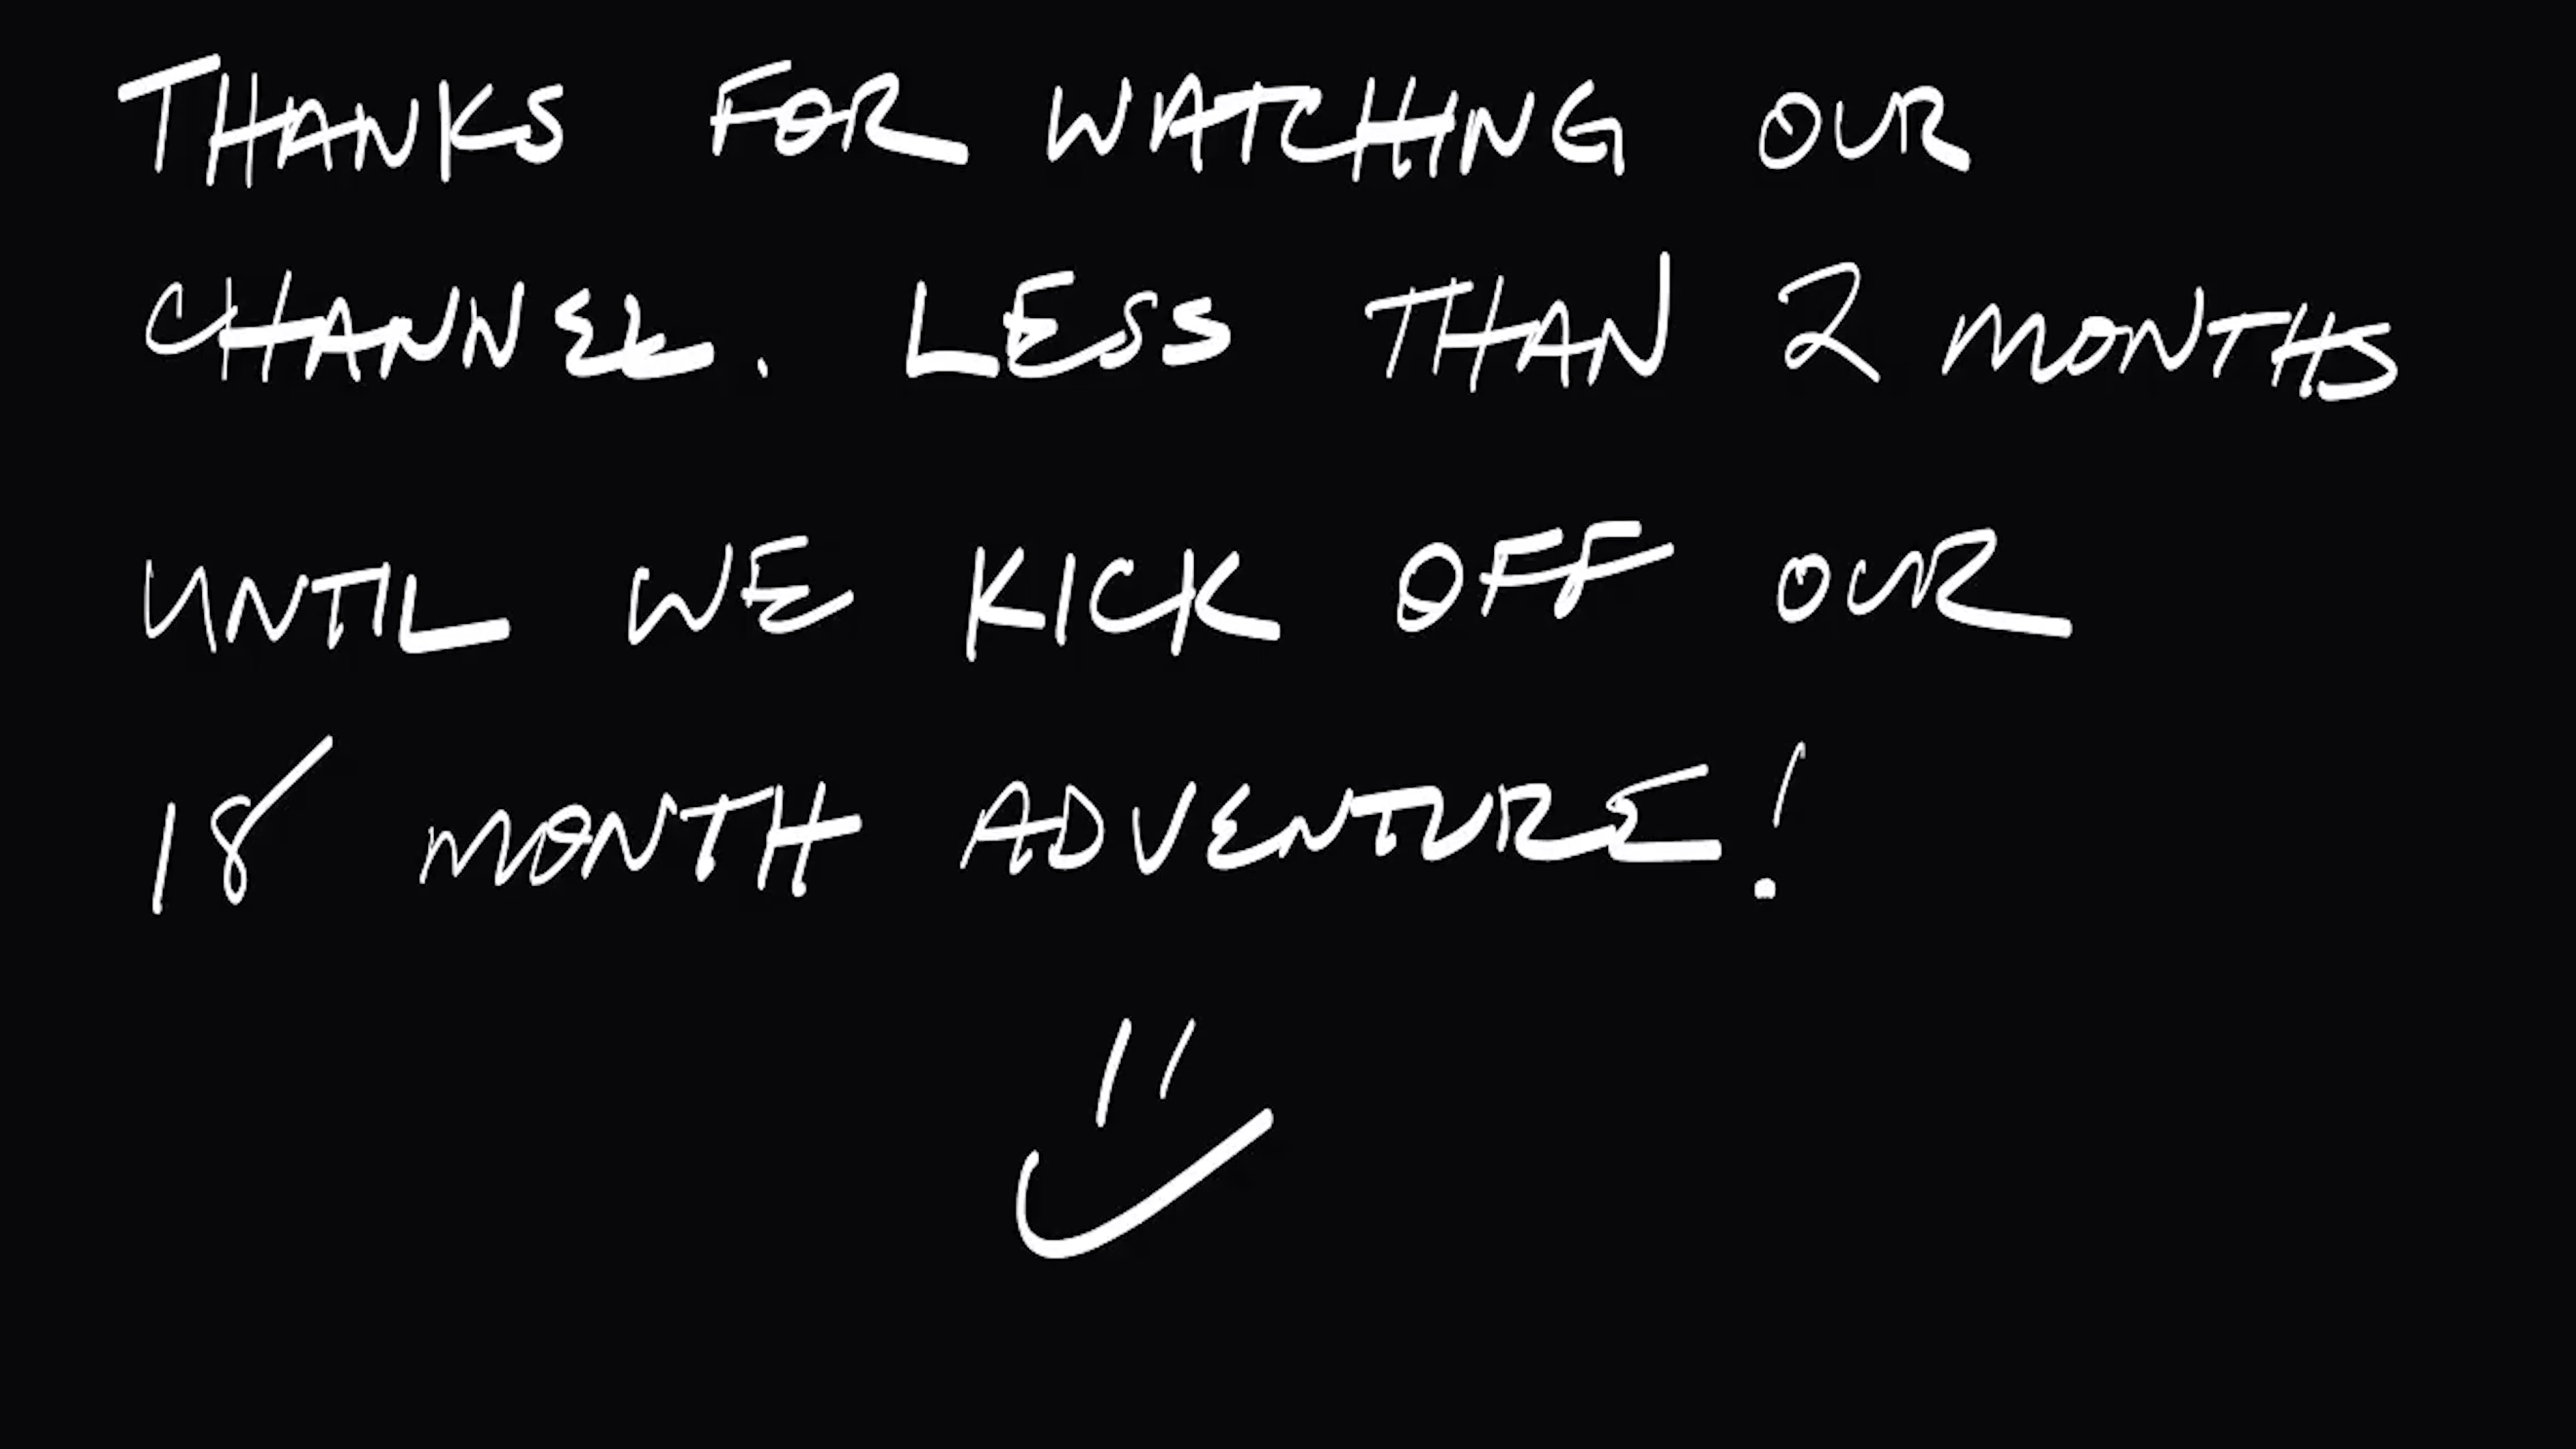 THANKS FOR WATCHING OUR
CHANNEL. LESS THAN 2 MONTHS
UNTIL WE KICK OFF OUR
18 MONTH ADVENTURE!